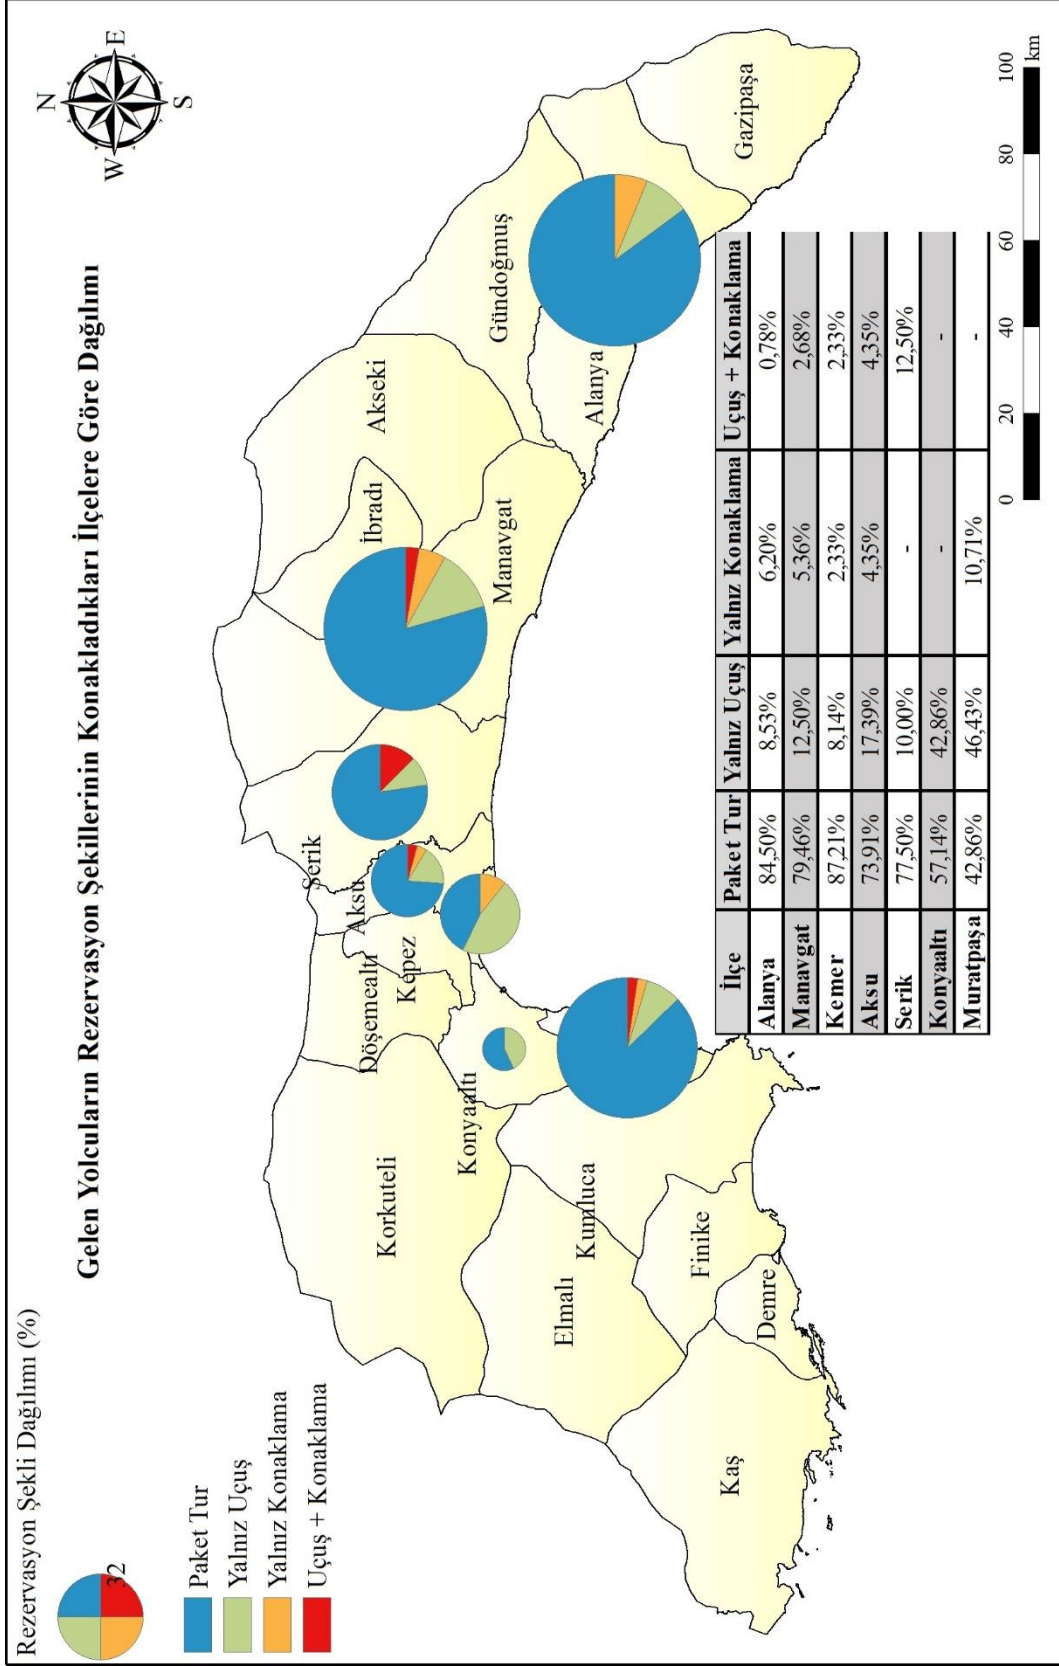 Rezervasyon Şekli Dağılımı (%)
32
Paket Tur
Yalnız Uçuş
Yalnız Konaklama
Uçuş + Konaklama
Gelen Yolcuların Rezervasyon Şekillerinin Konakladıkları İlçelere Göre Dağılımı
N
W E
S
Korkuteli
Döşemealtı
Kepez
Aksu
Serik
İbradı
Akseki
Gündoğmuş
Manavgat
Alanya
Gazipaşa
Konyaaltı
Elmalı
Kumluca
Finike
Demre
Kaş
İlçe Paket Tur Yalnız Uçuş Yalnız Konaklama Uçuş + Konaklama
Alanya 84,50% 8,53% 6,20% 0,78%
Manavgat 79,46% 12,50% 5,36% 2,68%
Kemer 87,21% 8,14% 2,33% 2,33%
Aksu 73,91% 17,39% 4,35% 4,35%
Serik 77,50% 10,00% - 12,50%
Konyaaltı 57,14% 42,86% - -
Muratpaşa 42,86% 46,43% 10,71% -
0 20 40 60 80 100
km